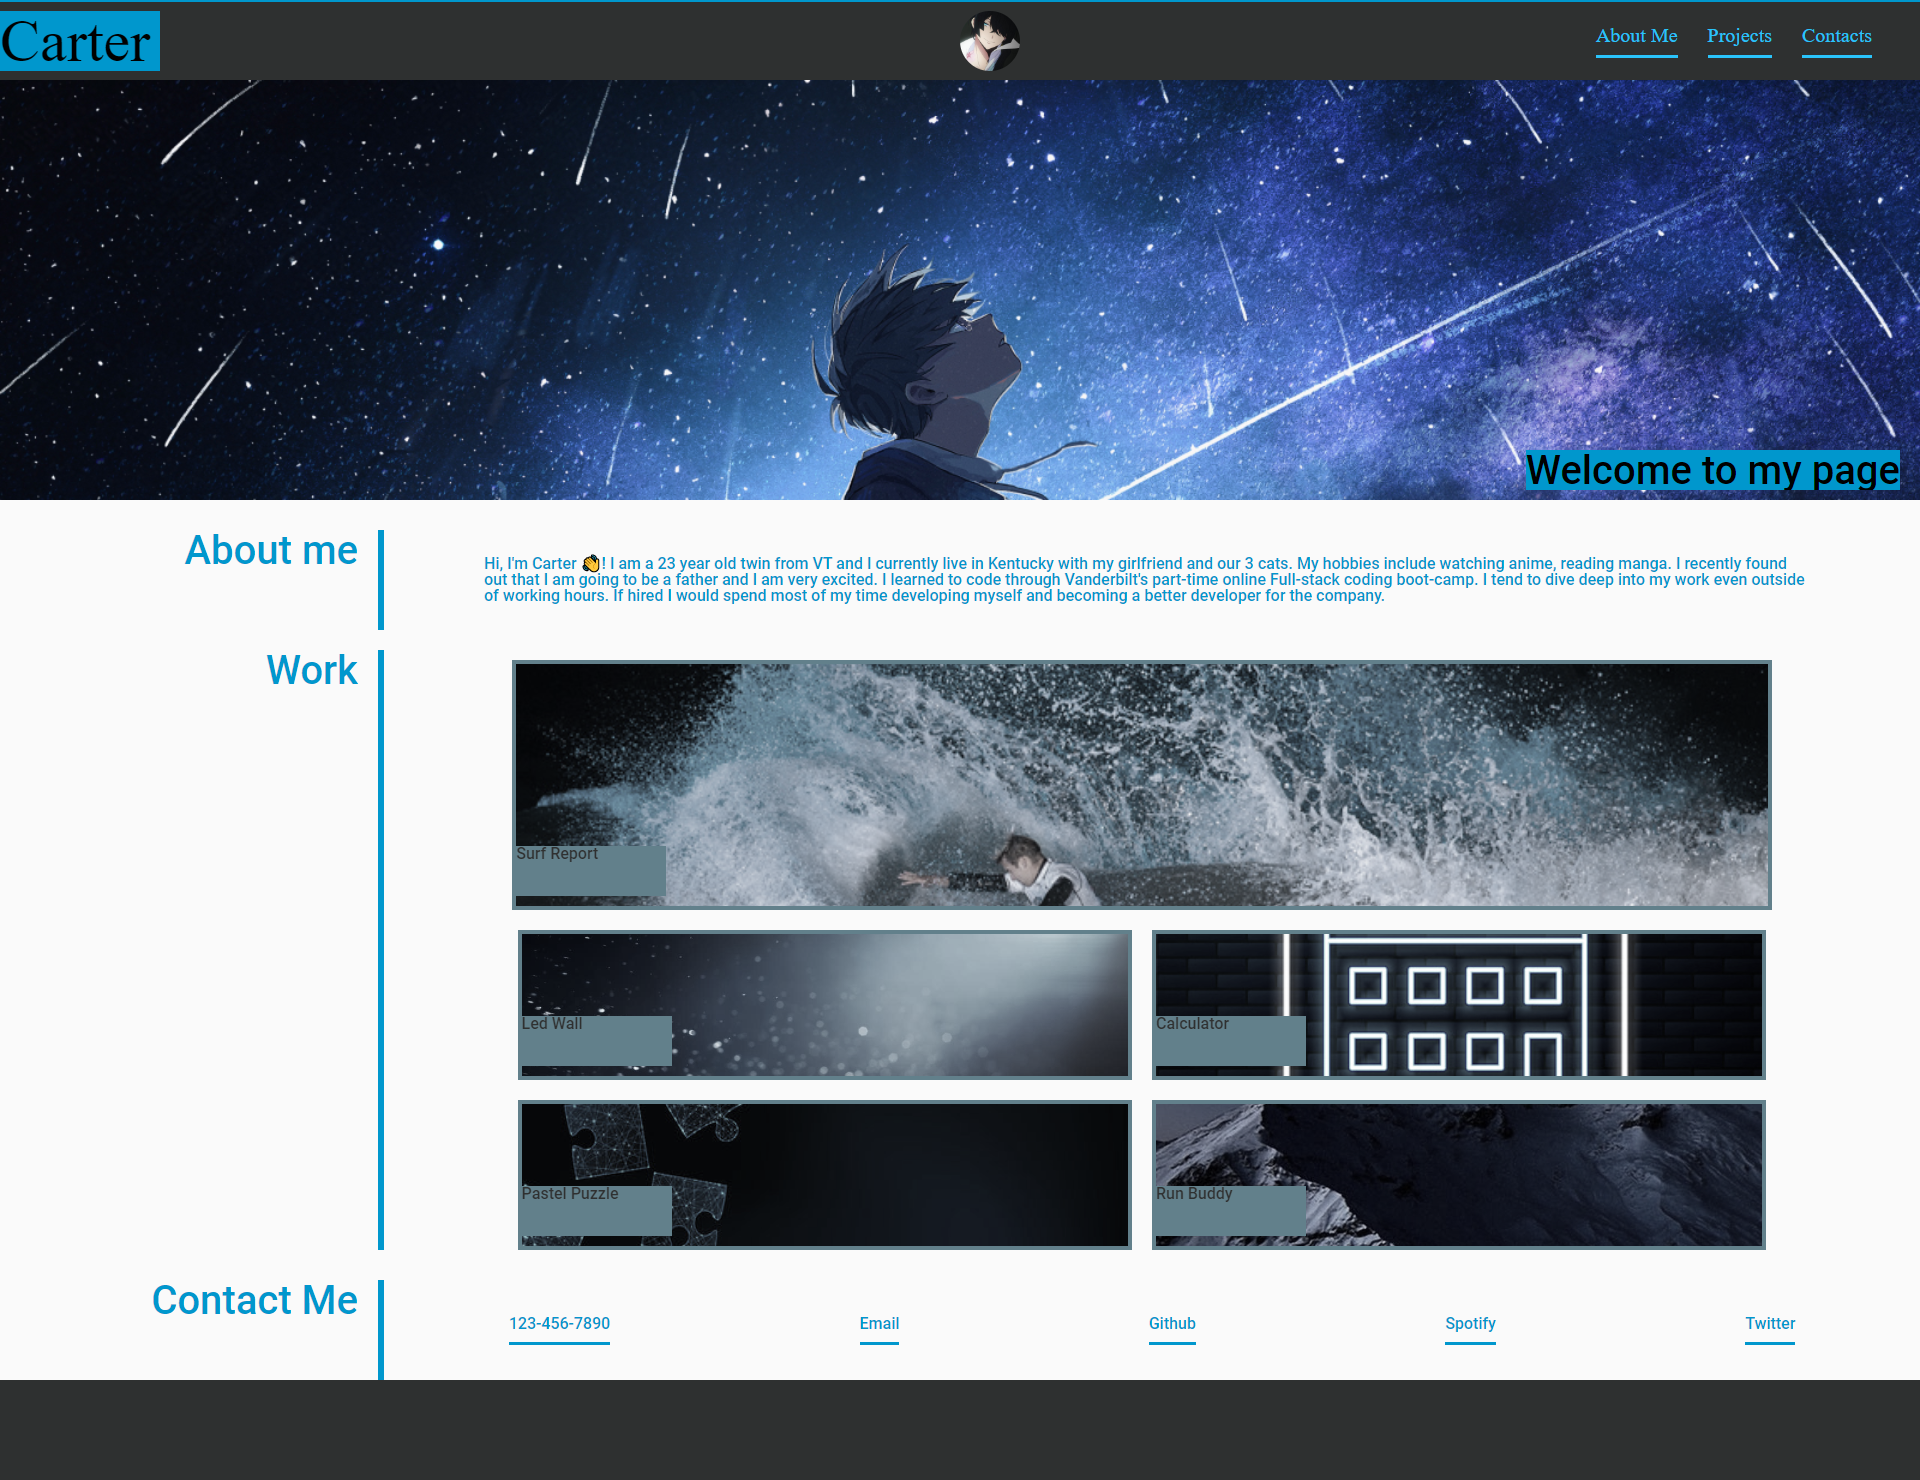 Carter
About Me Projects Contacts
Welcome to my page
About me
Hi, I'm Carter 👏! I am a 23 year old twin from VT and I currently live in Kentucky with my girlfriend and our 3 cats. My hobbies include watching anime, reading manga. I recently found
out that I am going to be a father and I am very excited. I learned to code through Vanderbilt's part-time online Full-stack coding boot-camp. I tend to dive deep into my work even outside
of working hours. If hired I would spend most of my time developing myself and becoming a better developer for the company.
Work
Surf Report
Led Wall
Calculator
Pastel Puzzle
Run Buddy
Contact Me
123-456-7890 Email Github Spotify Twitter